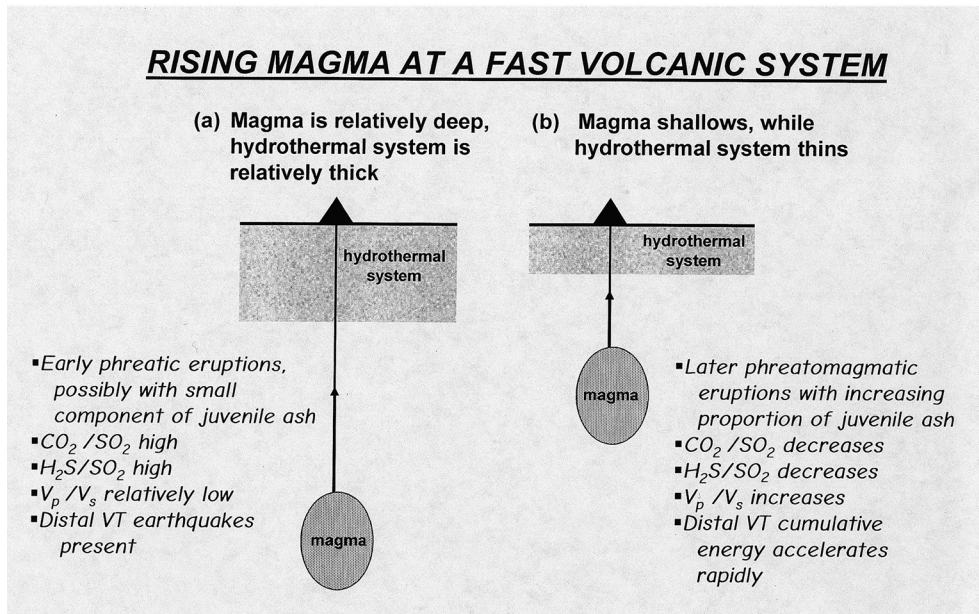 RISING MAGMA AT A FAST VOLCANIC SYSTEM
(a) Magma is relatively deep,
hydrothermal system is
relatively thick
hydrothermal
system
magma
▪Early phreatic eruptions,
possibly with small
component of juvenile ash
▪CO₂ /SO₂ high
▪H₂S/SO₂ high
▪Vₚ /Vₛ relatively low
▪Distal VT earthquakes
present
(b) Magma shallows, while
hydrothermal system thins
hydrothermal
system
magma
▪Later phreatomagmatic
eruptions with increasing
proportion of juvenile ash
▪CO₂ /SO₂ decreases
▪H₂S/SO₂ decreases
▪Vₚ /Vₛ increases
▪Distal VT cumulative
energy accelerates
rapidly